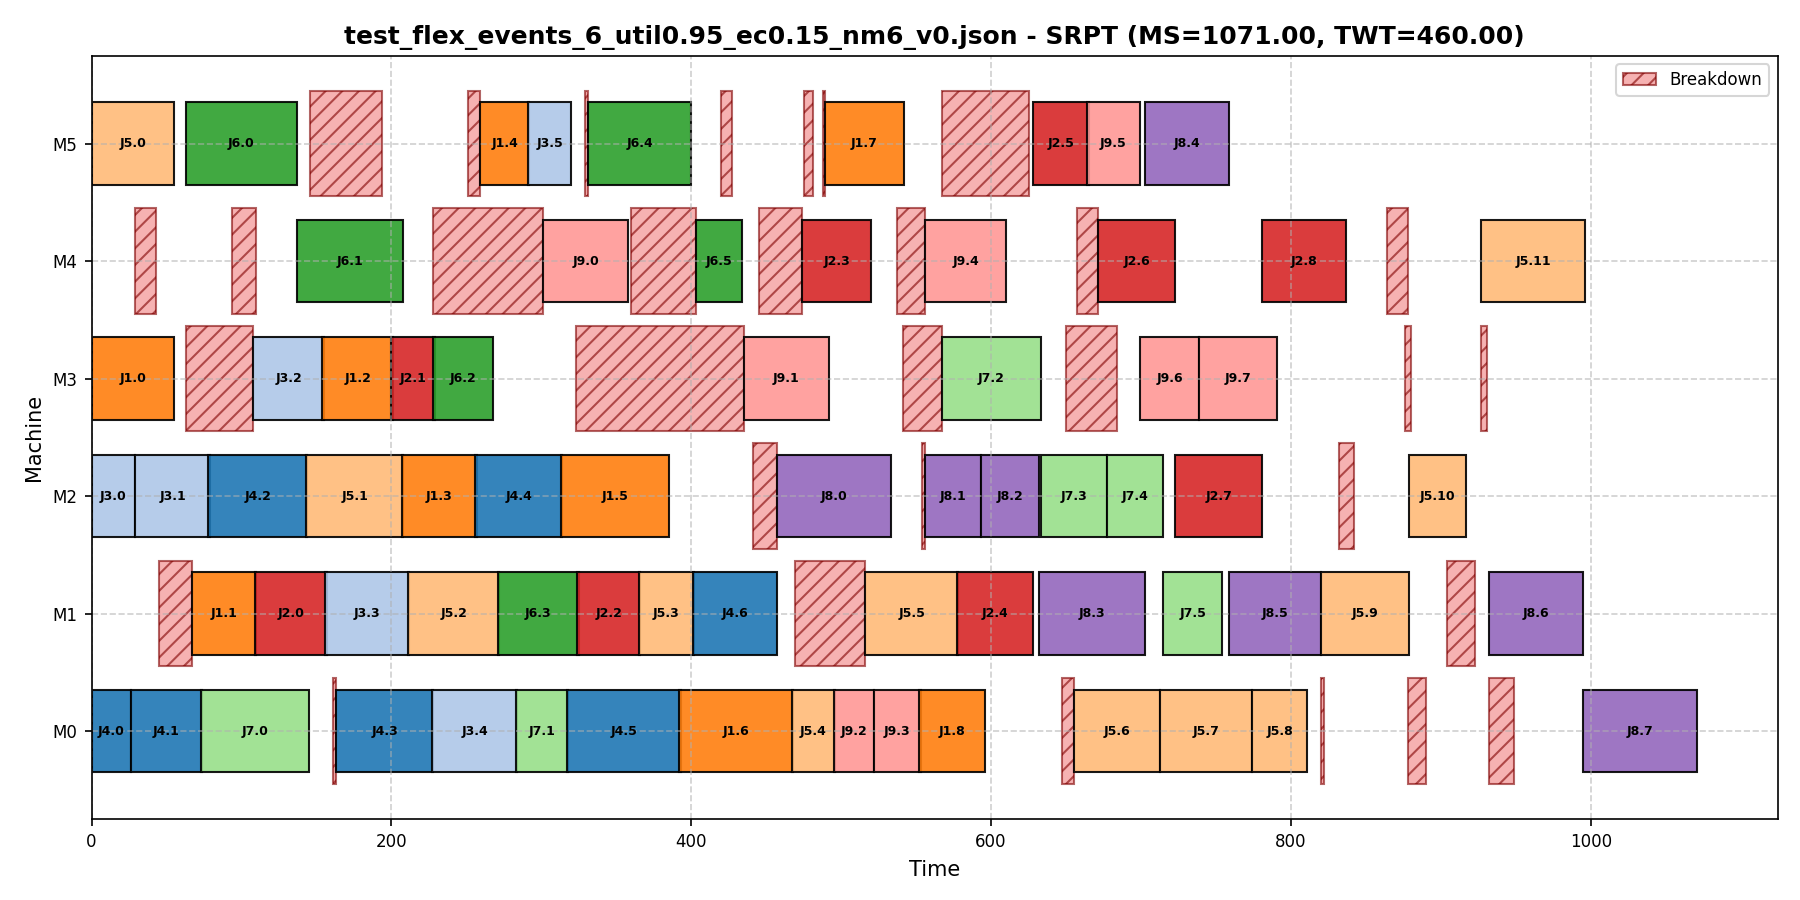 test_flex_events_6_util0.95_ec0.15_nm6_v0.json - SRPT (MS=1071.00, TWT=460.00)
Breakdown
M5 J5.0 J6.0 J1.4 J3.5 J6.4 J1.7 J2.5 J9.5 J8.4
M4 J6.1 J9.0 J6.5 J2.3 J9.4 J2.6 J2.8 J5.11
M3 J1.0 J3.2 J1.2 J2.1 J6.2 J9.1 J7.2 J9.6 J9.7
M2 J3.0 J3.1 J4.2 J5.1 J1.3 J4.4 J1.5 J8.0 J8.1 J8.2 J7.3 J7.4 J2.7 J5.10
M1 J1.1 J2.0 J3.3 J5.2 J6.3 J2.2 J5.3 J4.6 J5.5 J2.4 J8.3 J7.5 J8.5 J5.9 J8.6
M0 J4.0 J4.1 J7.0 J4.3 J3.4 J7.1 J4.5 J1.6 J5.4 J9.2 J9.3 J1.8 J5.6 J5.7 J5.8 J8.7
Machine
0 200 400 600 800 1000
Time